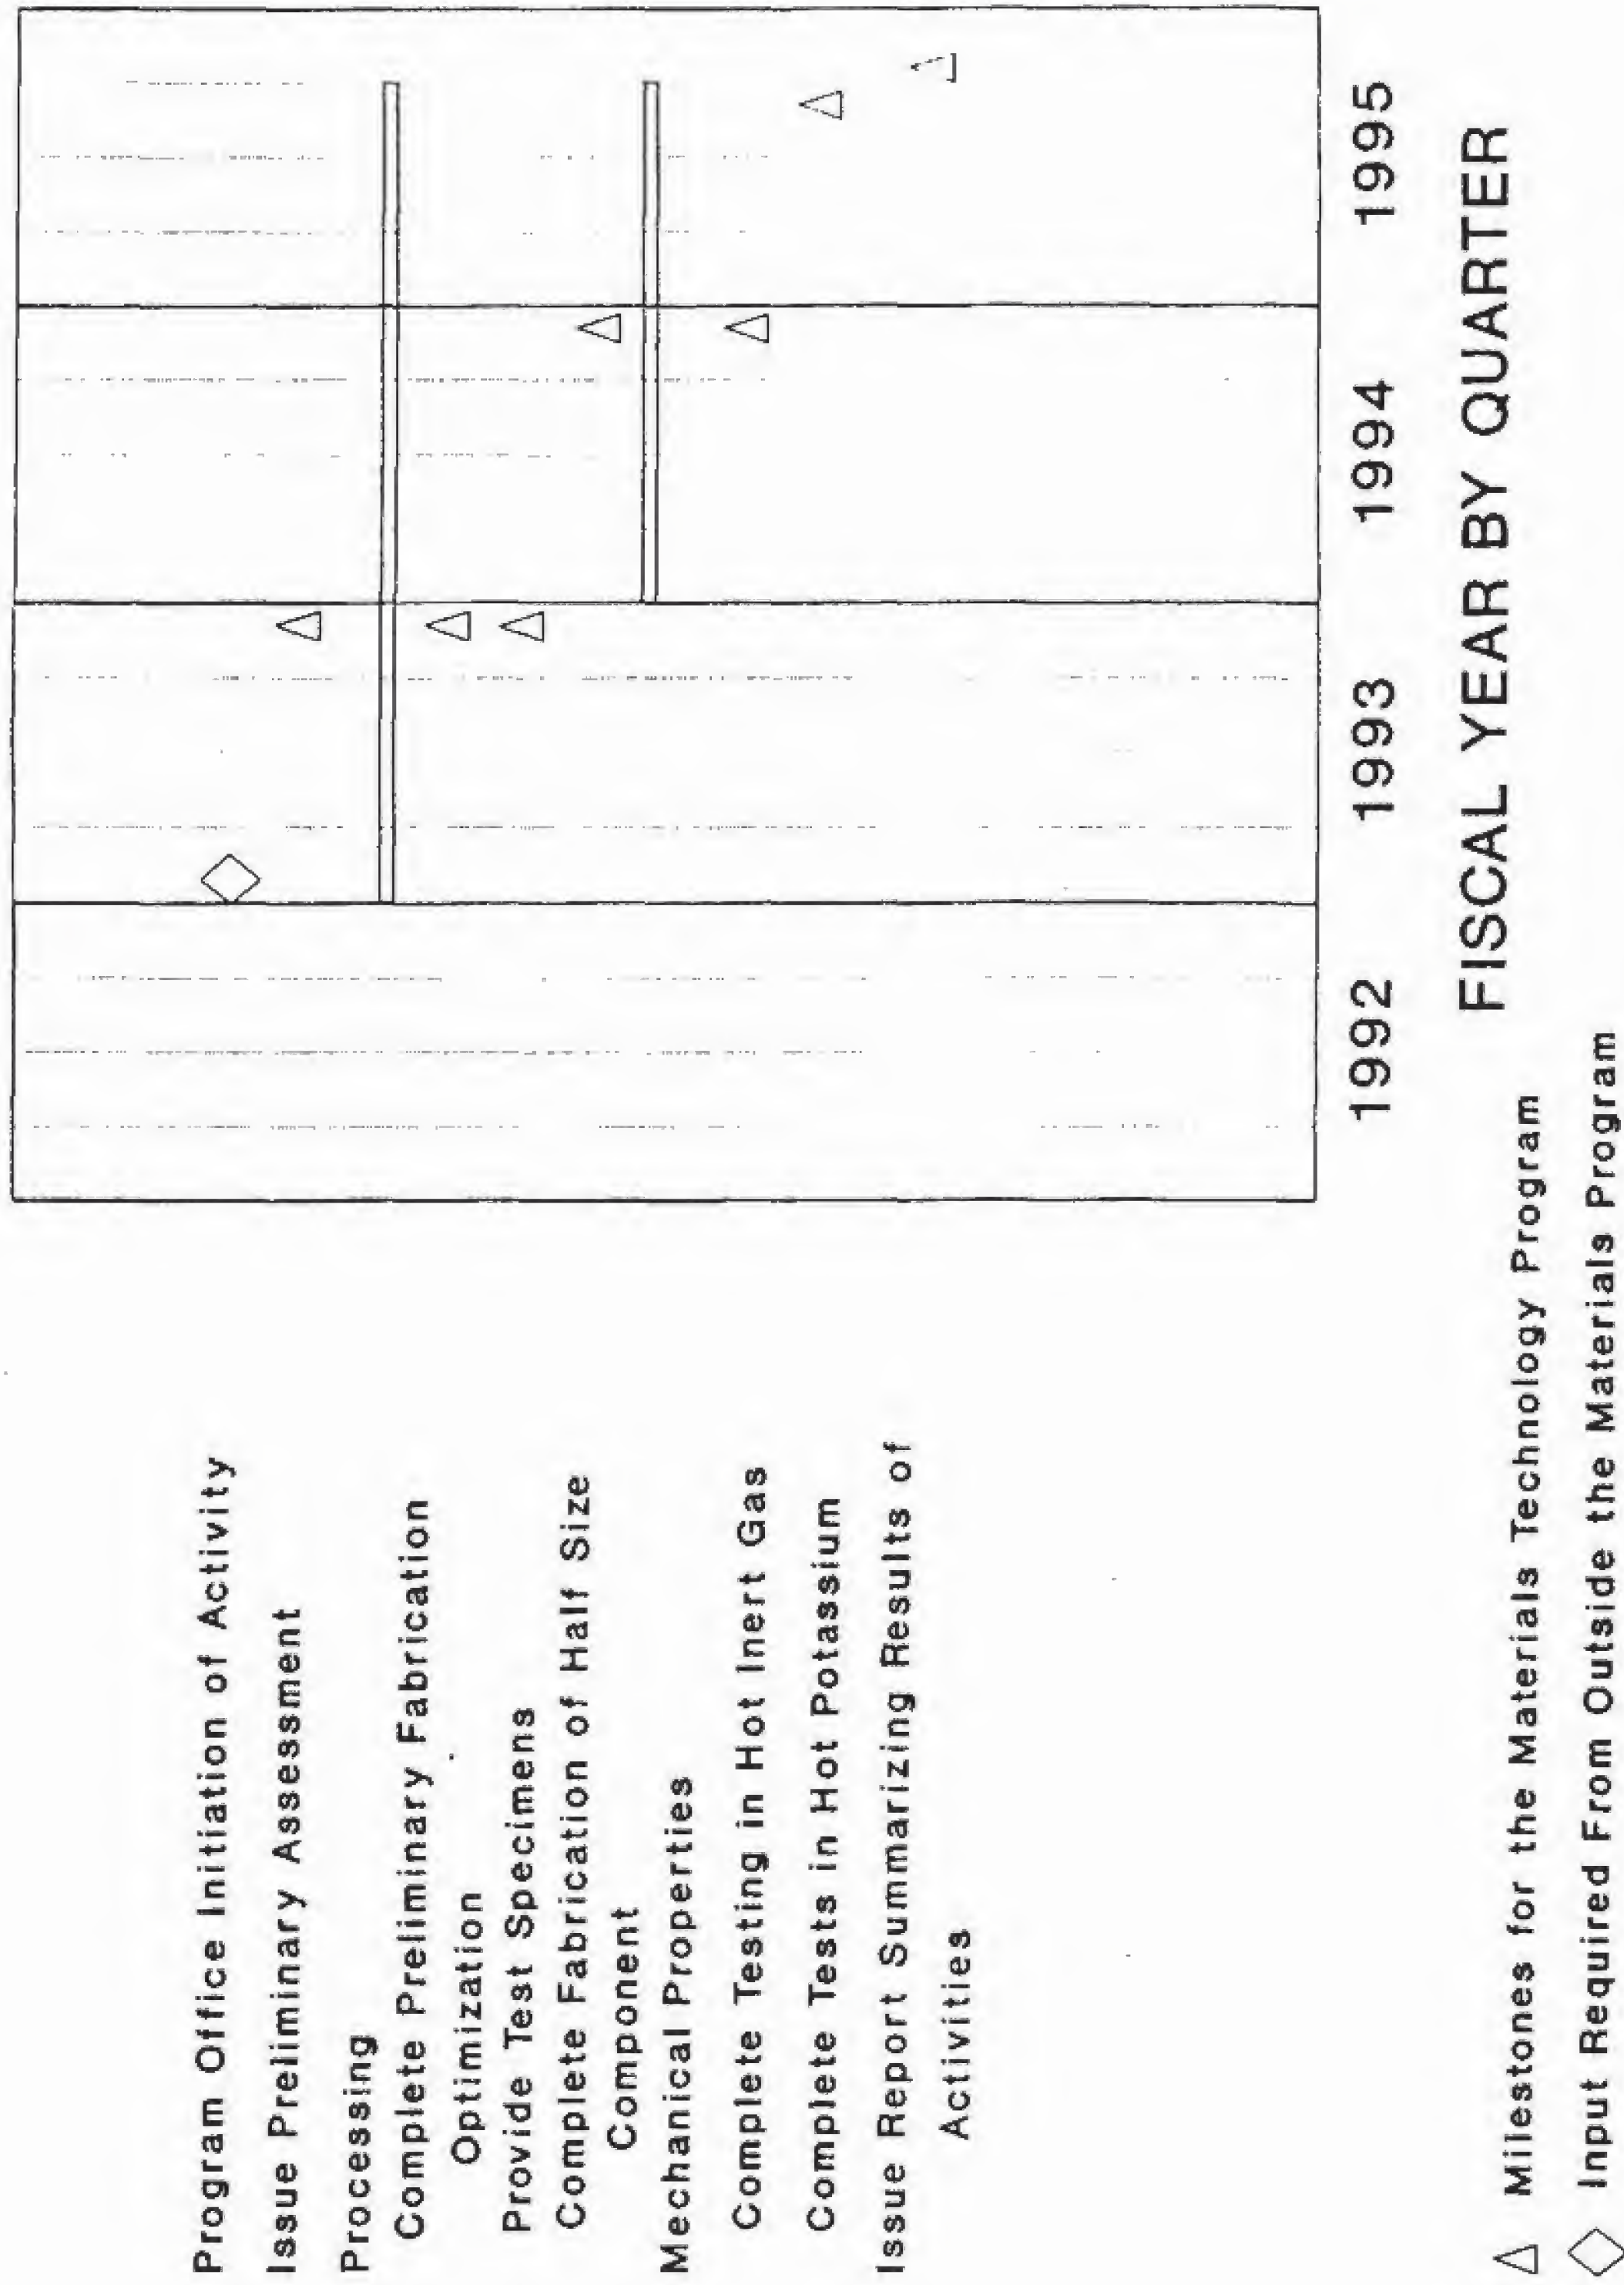 Program Office Initiation of Activity
Issue Preliminary Assessment
Processing
Complete Preliminary Fabrication
Optimization
Provide Test Specimens
Complete Fabrication of Half Size
Component
Mechanical Properties
Complete Testing in Hot Inert Gas
Complete Tests in Hot Potassium
Issue Report Summarizing Results of
Activities
1992 1993 1994 1995
FISCAL YEAR BY QUARTER
Milestones for the Materials Technology Program
Input Required From Outside the Materials Program